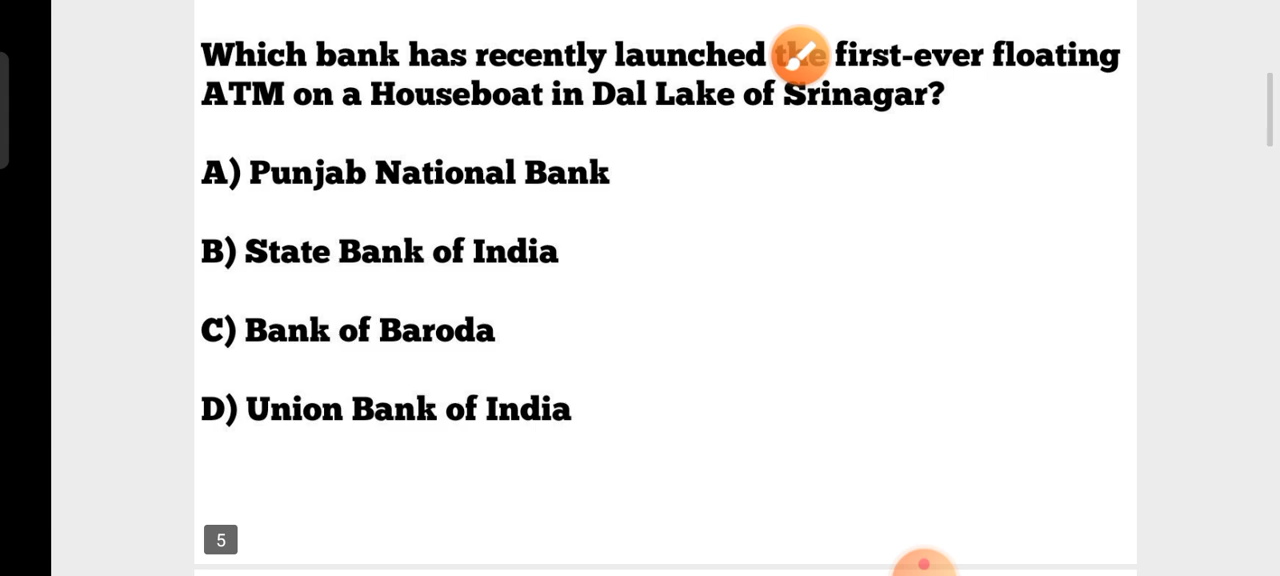 Which bank has recently launched the first-ever floating
ATM on a Houseboat in Dal Lake of Srinagar?
A) Punjab National Bank
B) State Bank of India
C) Bank of Baroda
D) Union Bank of India
5